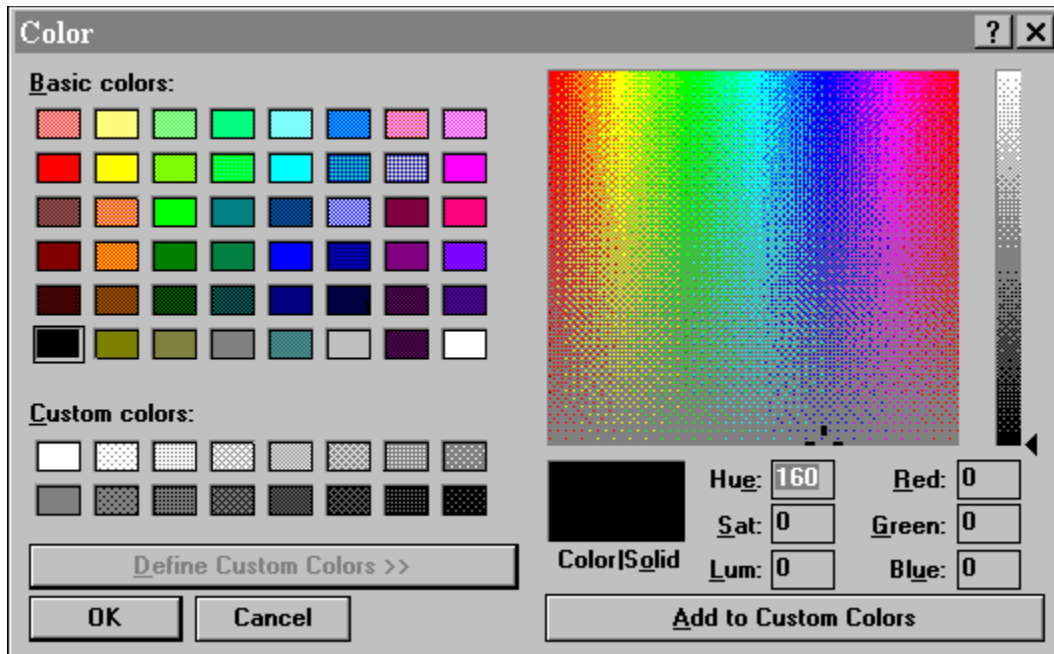 Color
?
Basic colors:
Custom colors:
Define Custom Colors >>
OK Cancel
Color|Solid
Hue: 160 Red: 0
Sat: 0 Green: 0
Lum: 0 Blue: 0
Add to Custom Colors